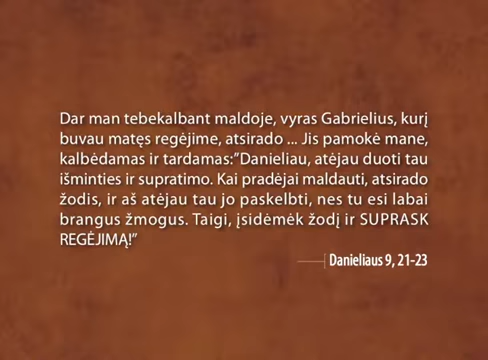 Dar man tebekalbant maldoje, vyras Gabrielius, kurį
buvau matęs regėjime, atsirado ... Jis pamokė mane,
kalbėdamas ir tardamas:”Danieliau, atėjau duoti tau
išminties ir supratimo. Kai pradėjai maldauti, atsirado
žodis, ir aš atėjau tau jo paskelbti, nes tu esi labai
brangus žmogus. Taigi, įsidėmėk žodį ir SUPRASK
REGĖJIMĄ!”
Danieliaus 9, 21-23